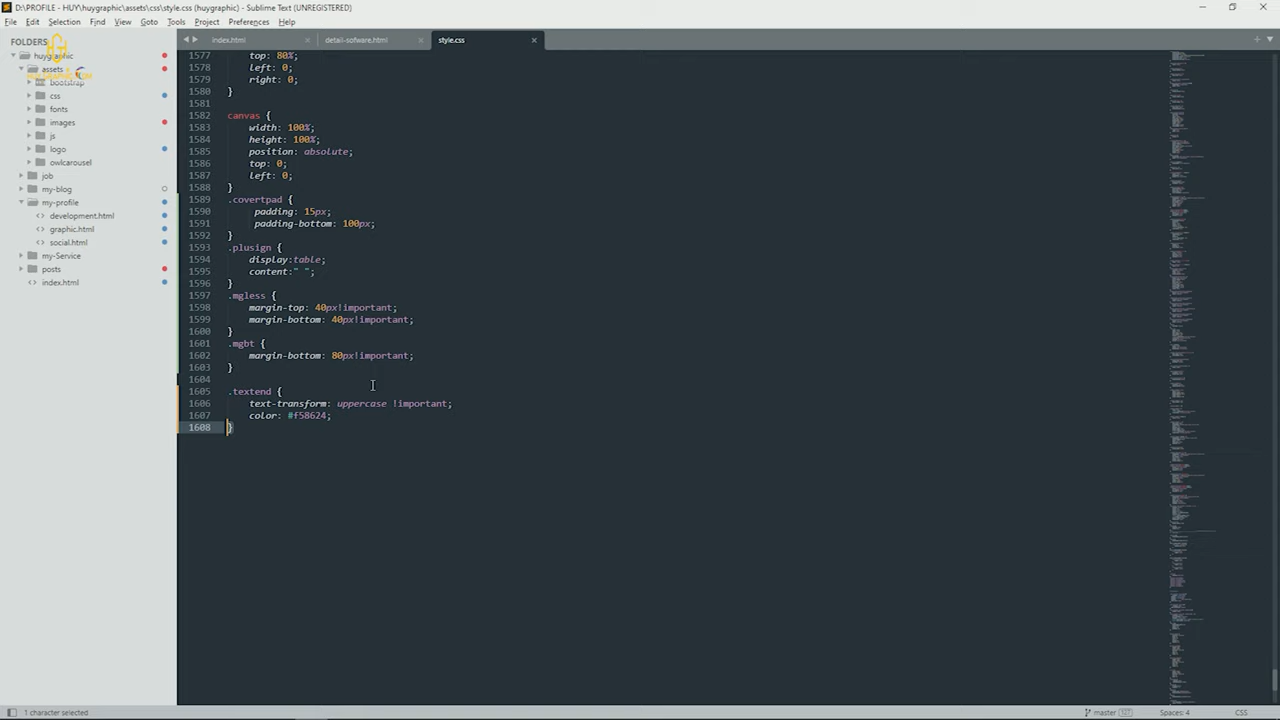 D:\PROFILE - HUY\huygraphic\assets\css\style.css (huygraphic) - Sublime Text (UNREGISTERED)
File Edit Selection Find View Goto Tools Project Preferences Help
FOLDERS
huygraphic
assets
bootstrap
css
fonts
images
js
logo
owlcarousel
job
my-blog
my-profile
development.html
graphic.html
social.html
my-Service
posts
index.html
index.html detail-sofware.html style.css
1577 top: 80%;
1578 left: 0;
1579 right: 0;
1580 }
1581
1582 canvas {
1583 width: 100%;
1584 height: 100%;
1585 position: absolute;
1586 top: 0;
1587 left: 0;
1588 }
1589 .covertpad {
1590 padding: 15px;
1591 padding-bottom: 100px;
1592 }
1593 .plusign {
1594 display:table;
1595 content:" ";
1596 }
1597 .mgless {
1598 margin-top: 40px!important;
1599 margin-bottom: 40px!important;
1600 }
1601 .mgbt {
1602 margin-bottom: 80px!important;
1603 }
1604
1605 .textend {
1606 text-transform: uppercase !important;
1607 color: #f58624;
1608 }
1 character selected
master
Spaces: 4
CSS